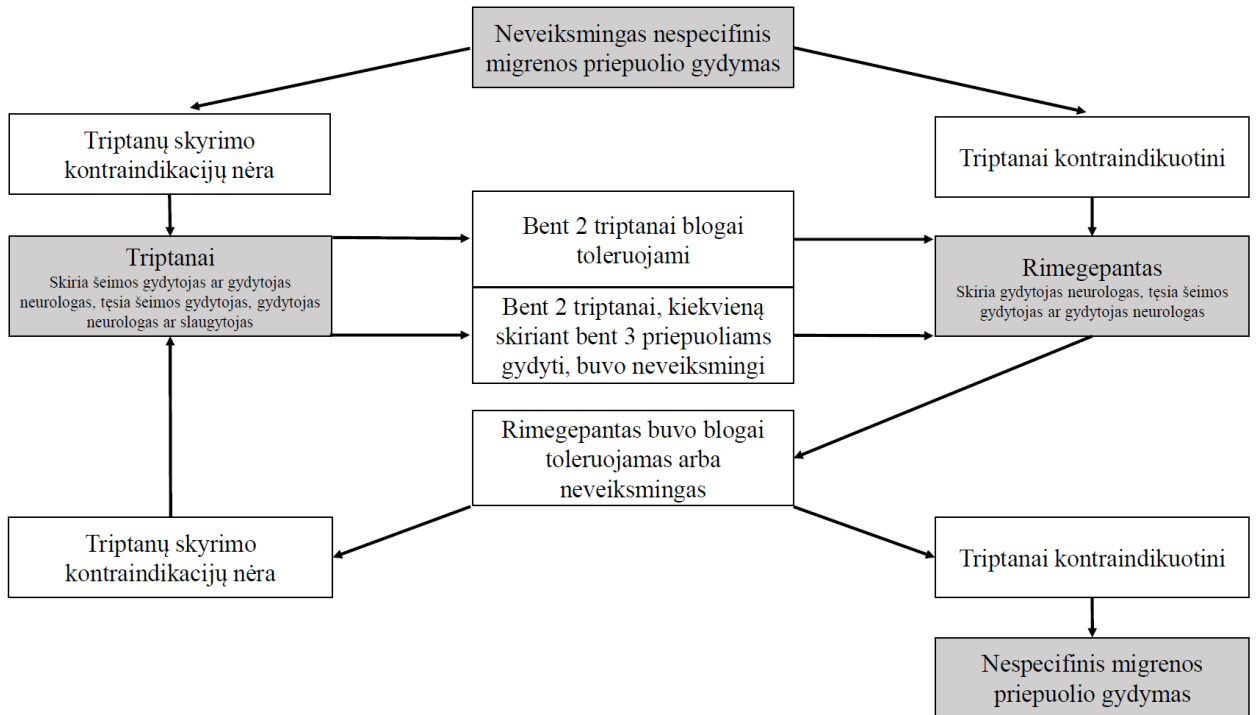 Neveiksmingas nespecifinis
migrenos priepuolio gydymas
Triptanų skyrimo
kontraindikacijų nėra
Triptanai kontraindikuotini
Triptanai
Skiria šeimos gydytojas ar gydytojas
neurologas, tęsia šeimos gydytojas, gydytojas
neurologas ar slaugytojas
Bent 2 triptanai blogai
toleruojami
Bent 2 triptanai, kiekvieną
skiriant bent 3 priepuoliams
gydyti, buvo neveiksmingi
Rimegepantas
Skiria gydytojas neurologas, tęsia šeimos
gydytojas ar gydytojas neurologas
Rimegepantas buvo blogai
toleruojamas arba
neveiksmingas
Triptanų skyrimo
kontraindikacijų nėra
Triptanai kontraindikuotini
Nespecifinis migrenos
priepuolio gydymas